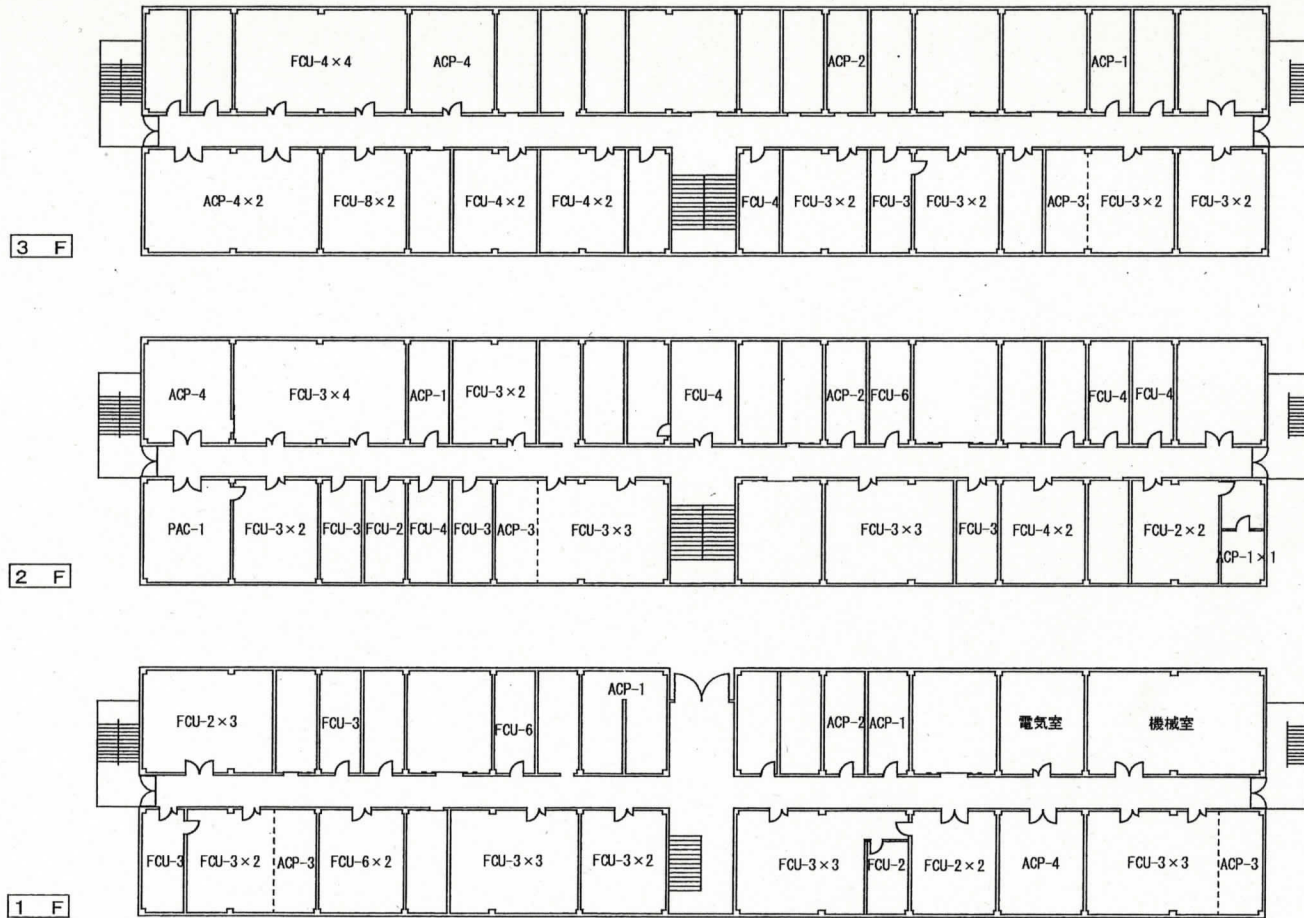 FCU-4×4
ACP-4
ACP-2
ACP-1
ACP-4×2
FCU-8×2
FCU-4×2
FCU-4×2
FCU-4
FCU-3×2
FCU-3
FCU-3×2
ACP-3
FCU-3×2
FCU-3×2
3 F
ACP-4
FCU-3×4
ACP-1
FCU-3×2
FCU-4
ACP-2
FCU-6
FCU-4
FCU-4
PAC-1
FCU-3×2
FCU-3
FCU-2
FCU-4
FCU-3
ACP-3
FCU-3×3
FCU-3×3
FCU-3
FCU-4×2
FCU-2×2
ACP-1×1
2 F
FCU-2×3
FCU-3
FCU-6
ACP-1
ACP-2
ACP-1
電気室
機械室
FCU-3
FCU-3×2
ACP-3
FCU-6×2
FCU-3×3
FCU-3×2
FCU-3×3
FCU-2
FCU-2×2
ACP-4
FCU-3×3
ACP-3
1 F